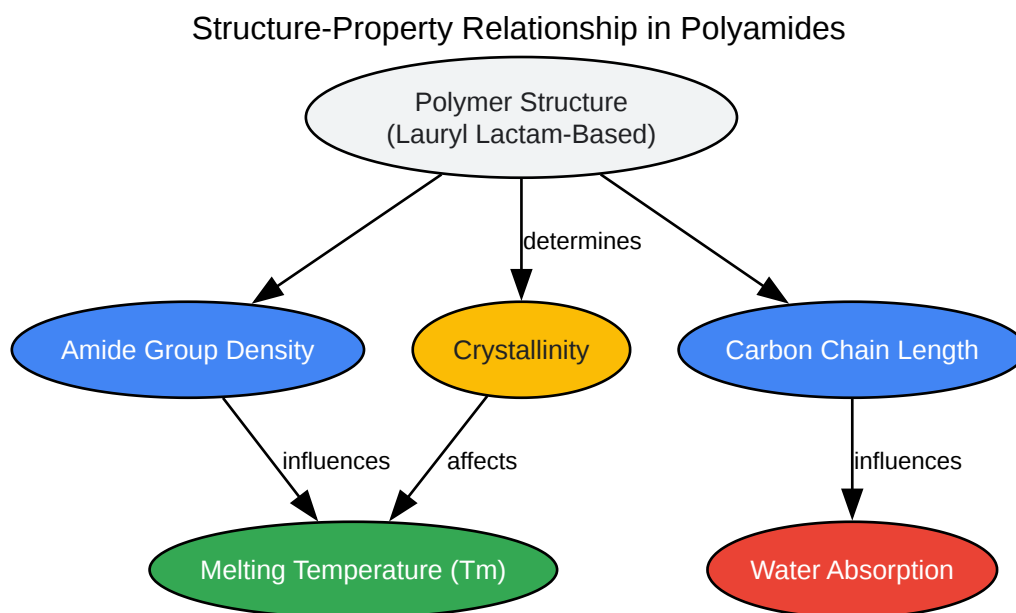 Structure-Property Relationship in Polyamides
Polymer Structure
(Lauryl Lactam-Based)
determines
Amide Group Density
Crystallinity
Carbon Chain Length
influences
affects
influences
Melting Temperature (Tm)
Water Absorption